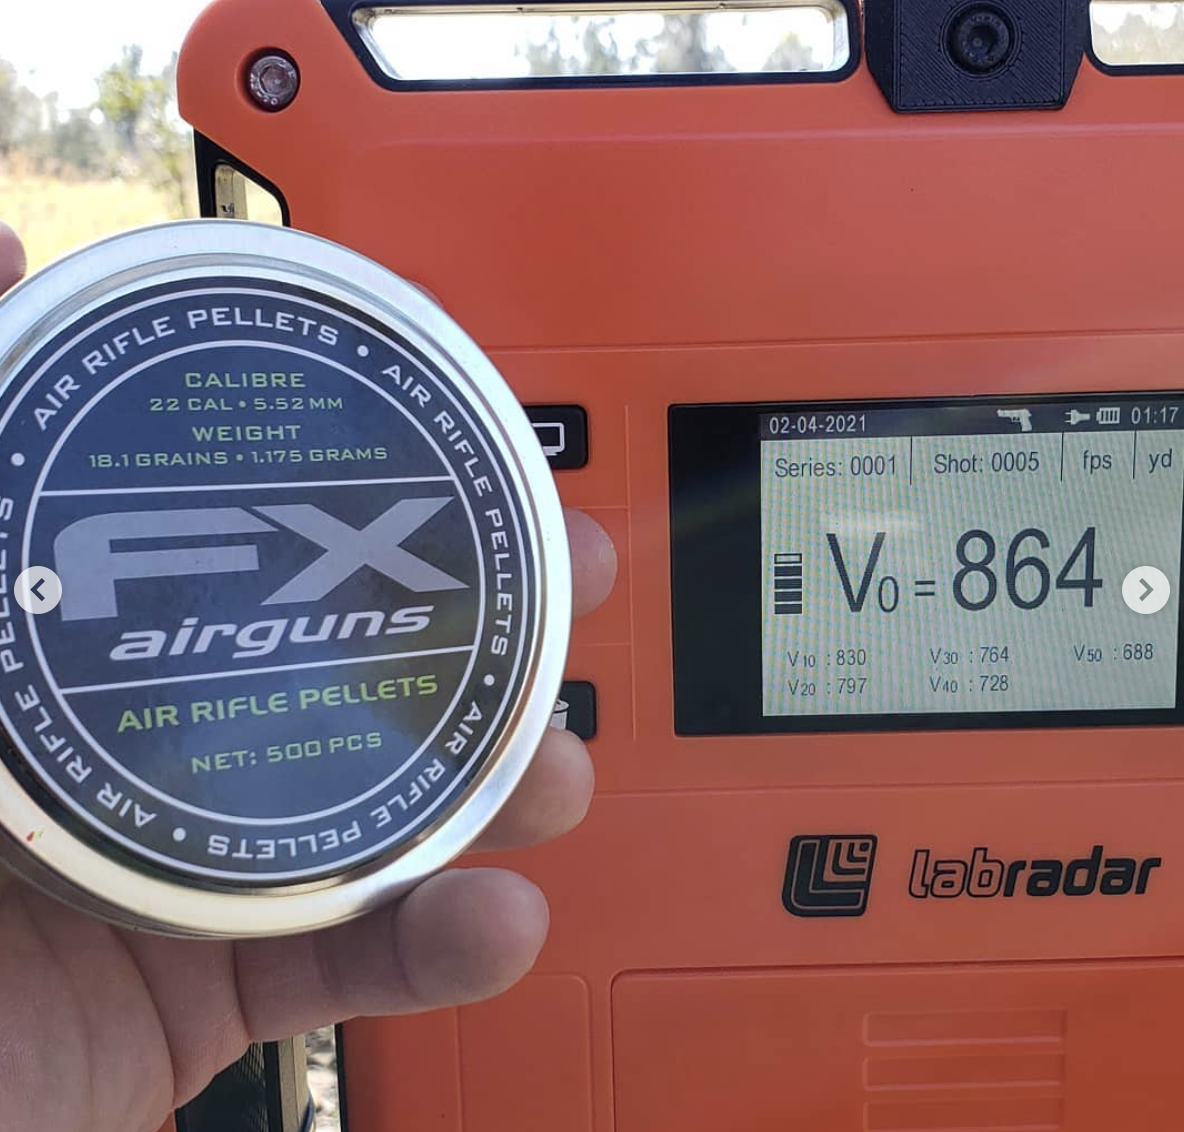 AIR RIFLE PELLETS • AIR RIFLE PELLETS • AIR RIFLE PELLETS • AIR RIFLE PELLETS •
CALIBRE
22 CAL • 5.52 MM
WEIGHT
18.1 GRAINS • 1.175 GRAMS
FX
airguns
AIR RIFLE PELLETS
NET: 500 PCS
02-04-2021 01:17
Series: 0001 Shot: 0005 fps yd
V0 = 864
V10 : 830 V30 : 764 V50 : 688
V20 : 797 V40 : 728
labradar